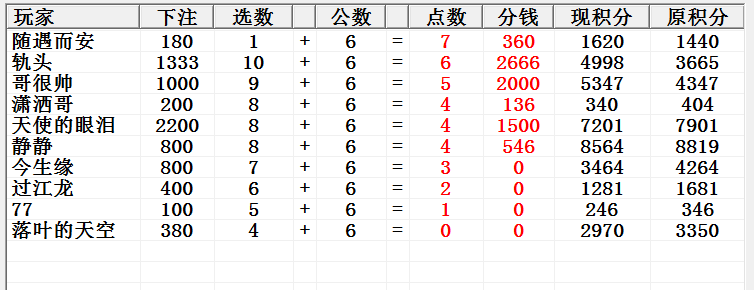 玩家 下注 选数 公数 点数 分钱 现积分 原积分
随遇而安 180 1 + 6 = 7 360 1620 1440
轨头 1333 10 + 6 = 6 2666 4998 3665
哥很帅 1000 9 + 6 = 5 2000 5347 4347
潇洒哥 200 8 + 6 = 4 136 340 404
天使的眼泪 2200 8 + 6 = 4 1500 7201 7901
静静 800 8 + 6 = 4 546 8564 8819
今生缘 800 7 + 6 = 3 0 3464 4264
过江龙 400 6 + 6 = 2 0 1281 1681
77 100 5 + 6 = 1 0 246 346
落叶的天空 380 4 + 6 = 0 0 2970 3350